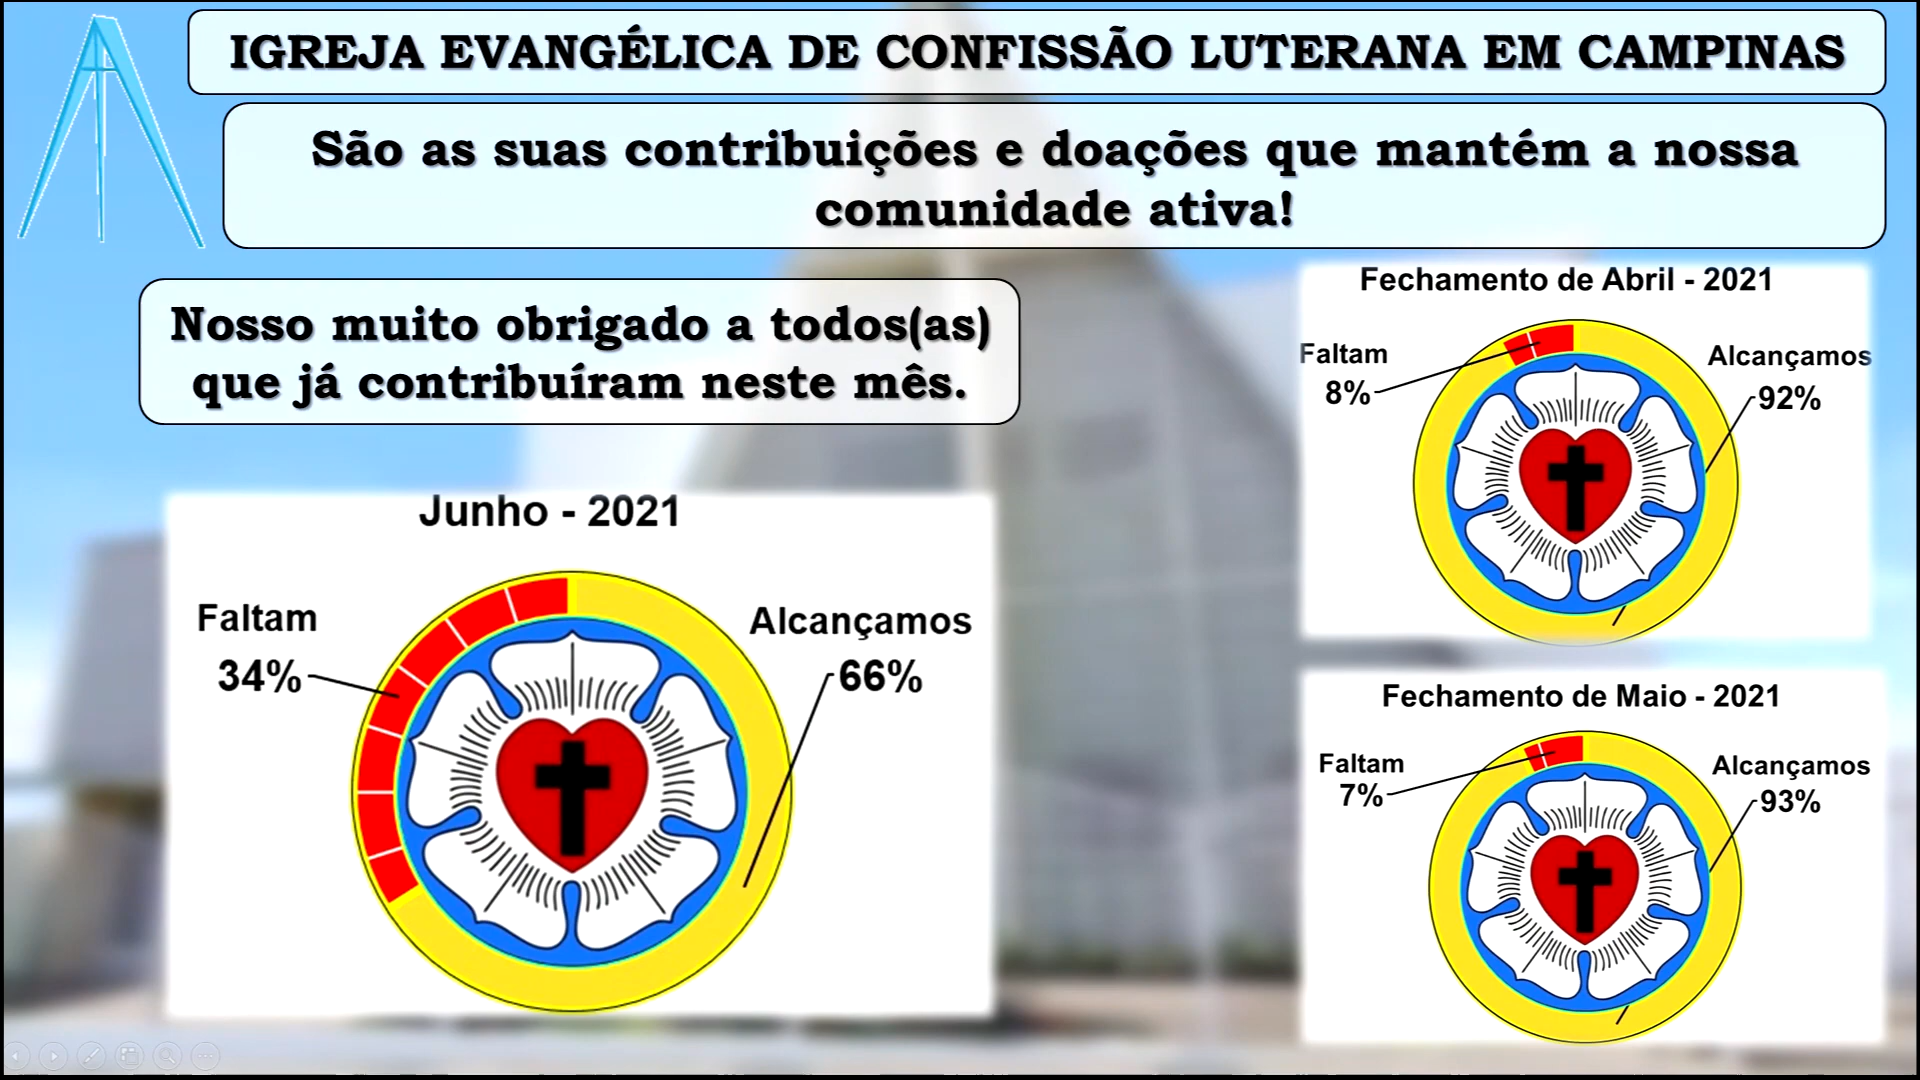 IGREJA EVANGÉLICA DE CONFISSÃO LUTERANA EM CAMPINAS
São as suas contribuições e doações que mantém a nossa
comunidade ativa!
Nosso muito obrigado a todos(as)
que já contribuíram neste mês.
Junho - 2021
Faltam
34%
Alcançamos
66%
Fechamento de Abril - 2021
Faltam
8%
Alcançamos
92%
Fechamento de Maio - 2021
Faltam
7%
Alcançamos
93%